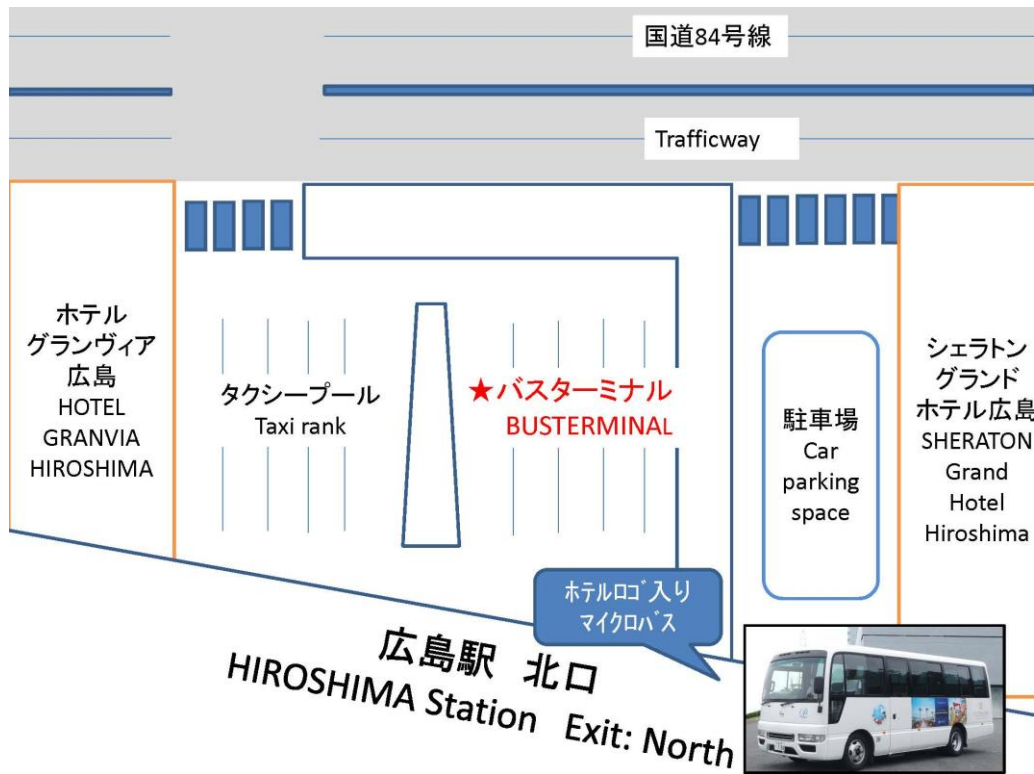 国道84号線
Trafficway
ホテル
グランヴィア
広島
HOTEL
GRANVIA
HIROSHIMA
タクシープール
Taxi rank
★バスターミナル
BUSTERMINAL
駐車場
Car
parking
space
シェラトン
グランド
ホテル広島
SHERATON
Grand
Hotel
Hiroshima
ﾎﾃﾙﾛｺﾞ入り
ﾏｲｸﾛﾊﾞｽ
広島駅 北口
HIROSHIMA Station Exit: North